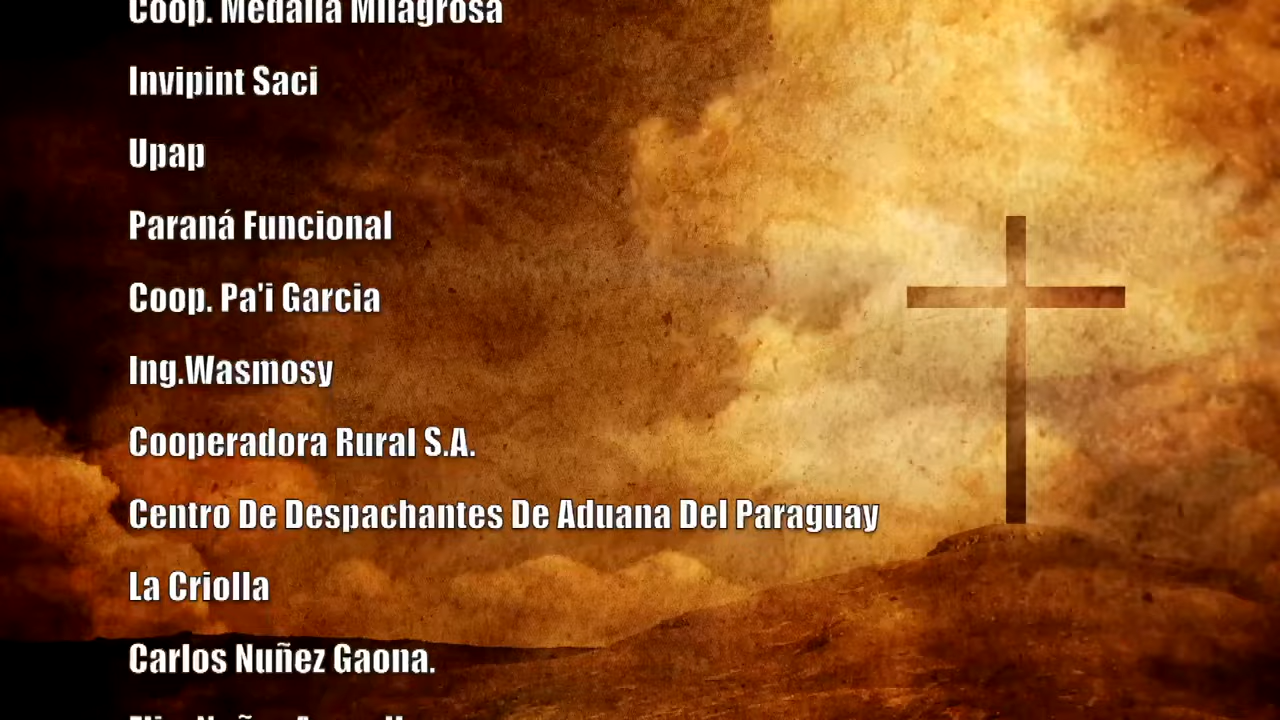 Coop. Medalla Milagrosa
Invipint Saci
Upap
Paraná Funcional
Coop. Pa'i Garcia
Ing.Wasmosy
Cooperadora Rural S.A.
Centro De Despachantes De Aduana Del Paraguay
La Criolla
Carlos Nuñez Gaona.